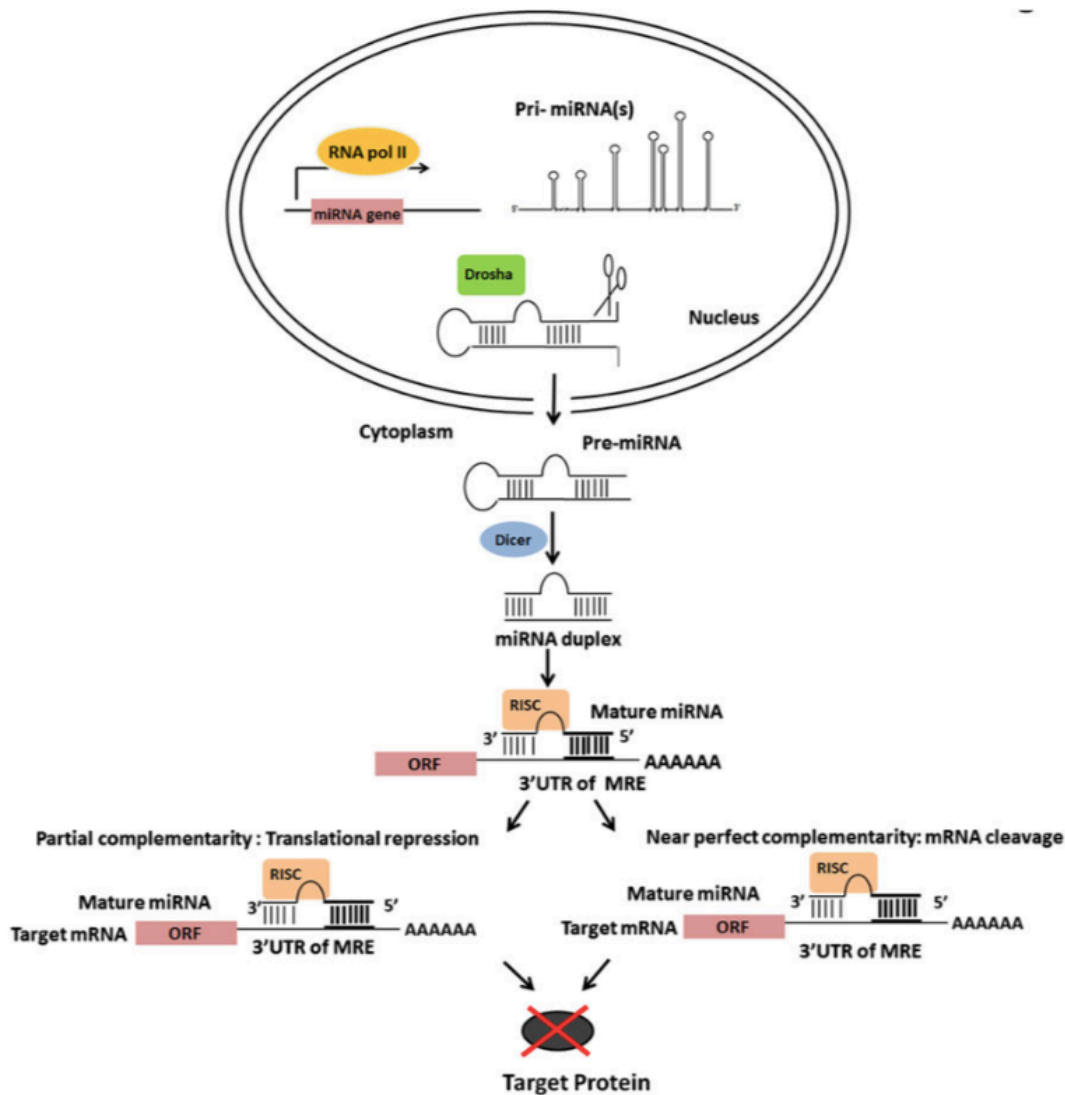 Pri- miRNA(s)
RNA pol II
miRNA gene
5' 3'
Drosha
Nucleus
Cytoplasm
Pre-miRNA
Dicer
miRNA duplex
RISC
Mature miRNA
3’ 5’
ORF
AAAAAA
3’UTR of MRE
Partial complementarity : Translational repression
RISC
Mature miRNA
3’ 5’
Target mRNA
ORF
AAAAAA
3’UTR of MRE
Near perfect complementarity: mRNA cleavage
RISC
Mature miRNA
3’ 5’
Target mRNA
ORF
AAAAAA
3’UTR of MRE
Target Protein